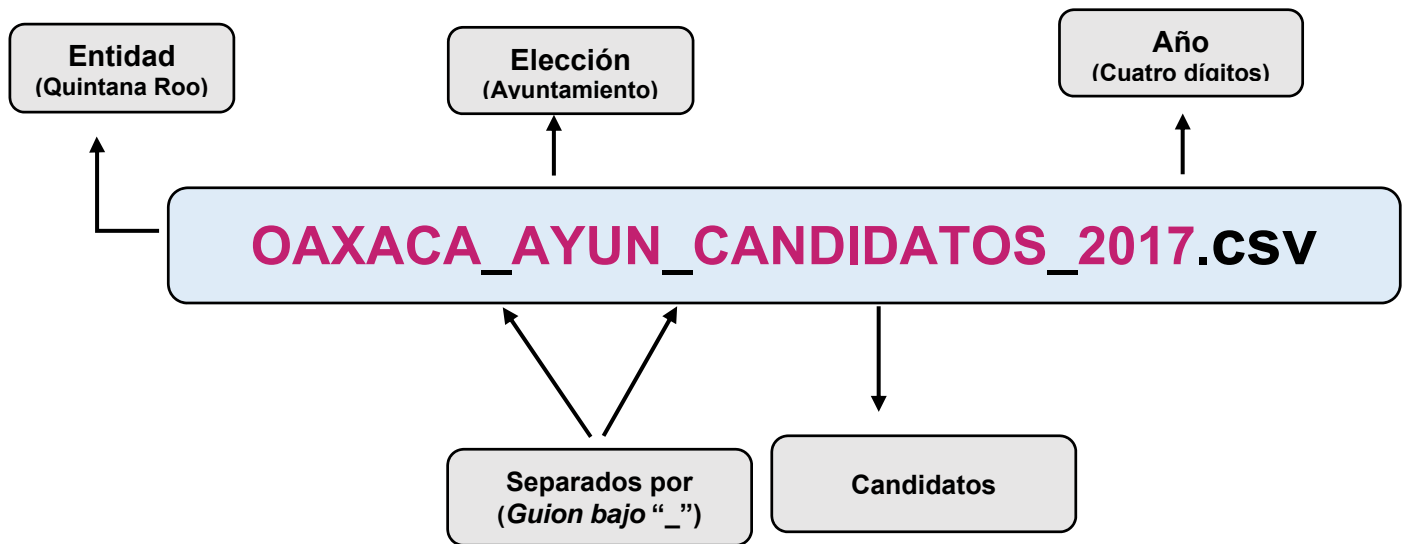 Entidad
(Quintana Roo)
Elección
(Ayuntamiento)
Año
(Cuatro dígitos)
OAXACA_AYUN_CANDIDATOS_2017.csv
Separados por
(Guion bajo “_”)
Candidatos